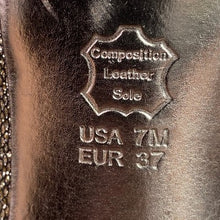 Composition
Leather
Sole
USA 7M
EUR 37